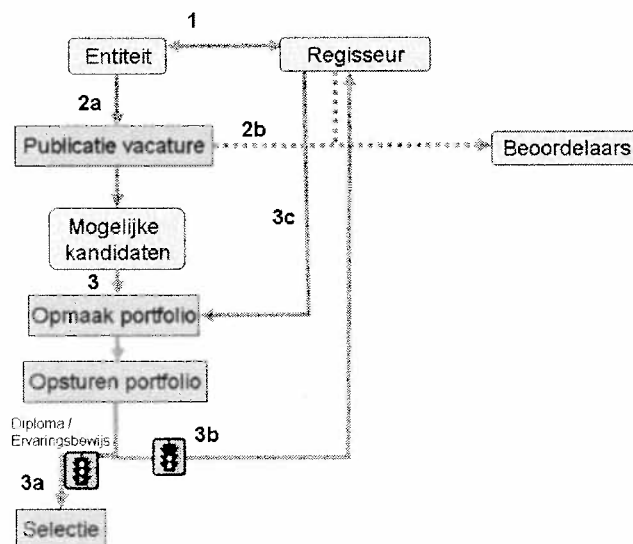 1
Entiteit
Regisseur
2a
2b
Publicatie vacature
Beoordelaars
Mogelijke
kandidaten
3c
3
Opmaak portfolio
Opsturen portfolio
Diploma /
Ervaringsbewijs
3b
3a
Selectie